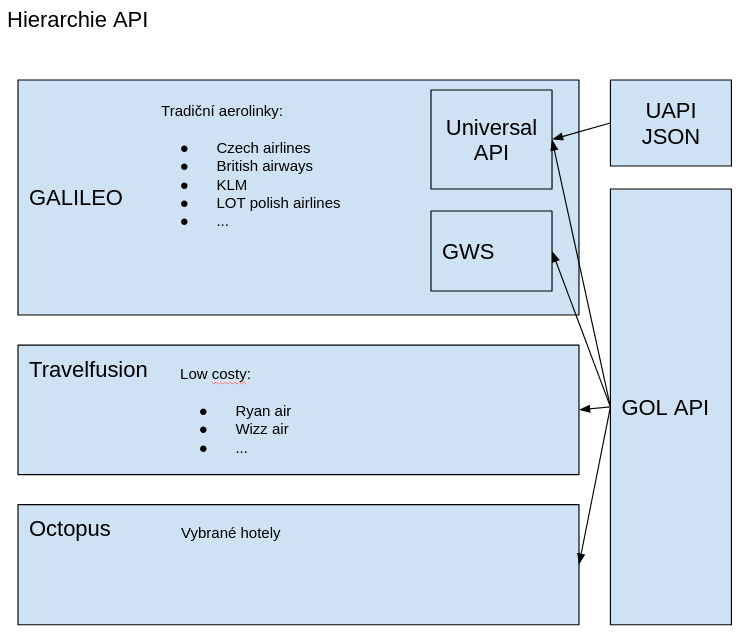 Hierarchie API
Tradiční aerolinky:
● Czech airlines
● British airways
● KLM
● LOT polish airlines
● ...
GALILEO
Universal
API
GWS
UAPI
JSON
Travelfusion
Low costy:
● Ryan air
● Wizz air
● ...
GOL API
Octopus
Vybrané hotely